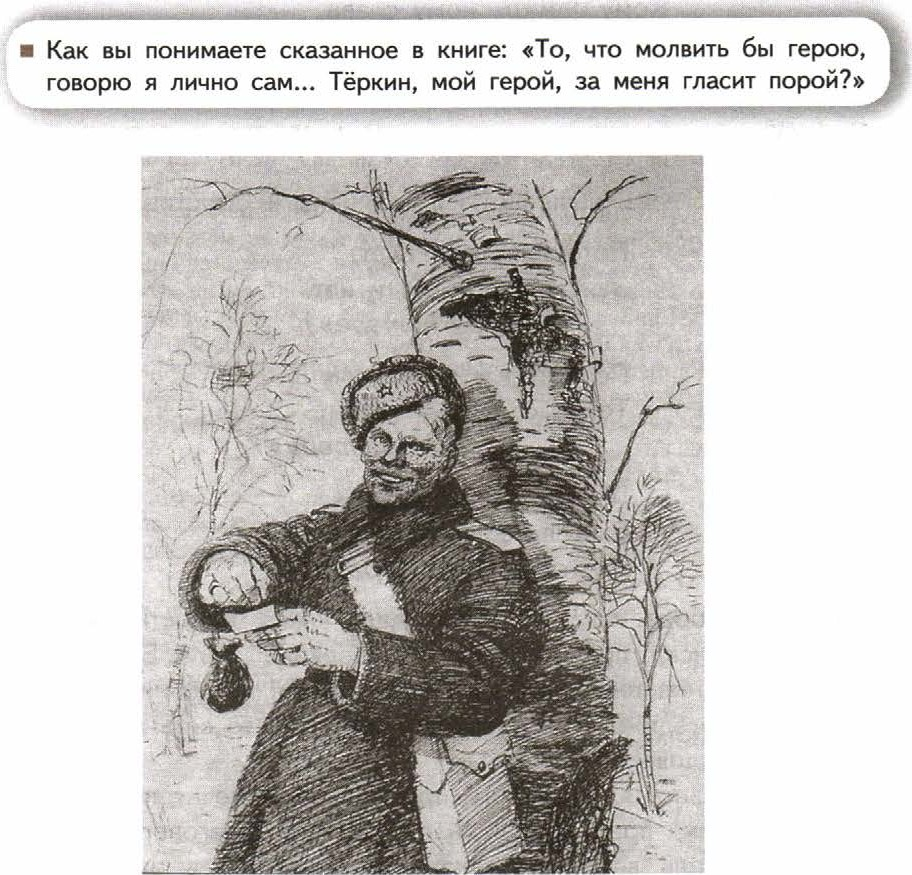 Как вы понимаете сказанное в книге: «То, что молвить бы герою,
говорю я лично сам... Тёркин, мой герой, за меня гласит порой?»